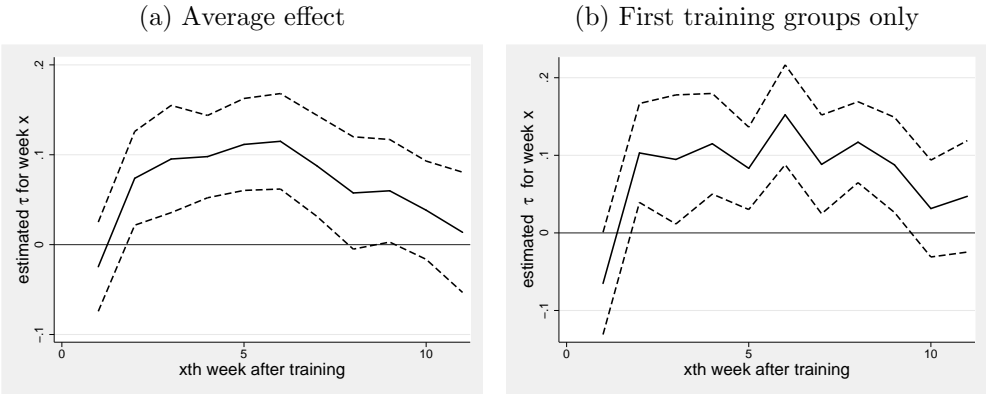 (a) Average effect
estimated τ for week x
.2
.1
0
-.1
0 5 10
xth week after training
(b) First training groups only
estimated τ for week x
.2
.1
0
-.1
0 5 10
xth week after training